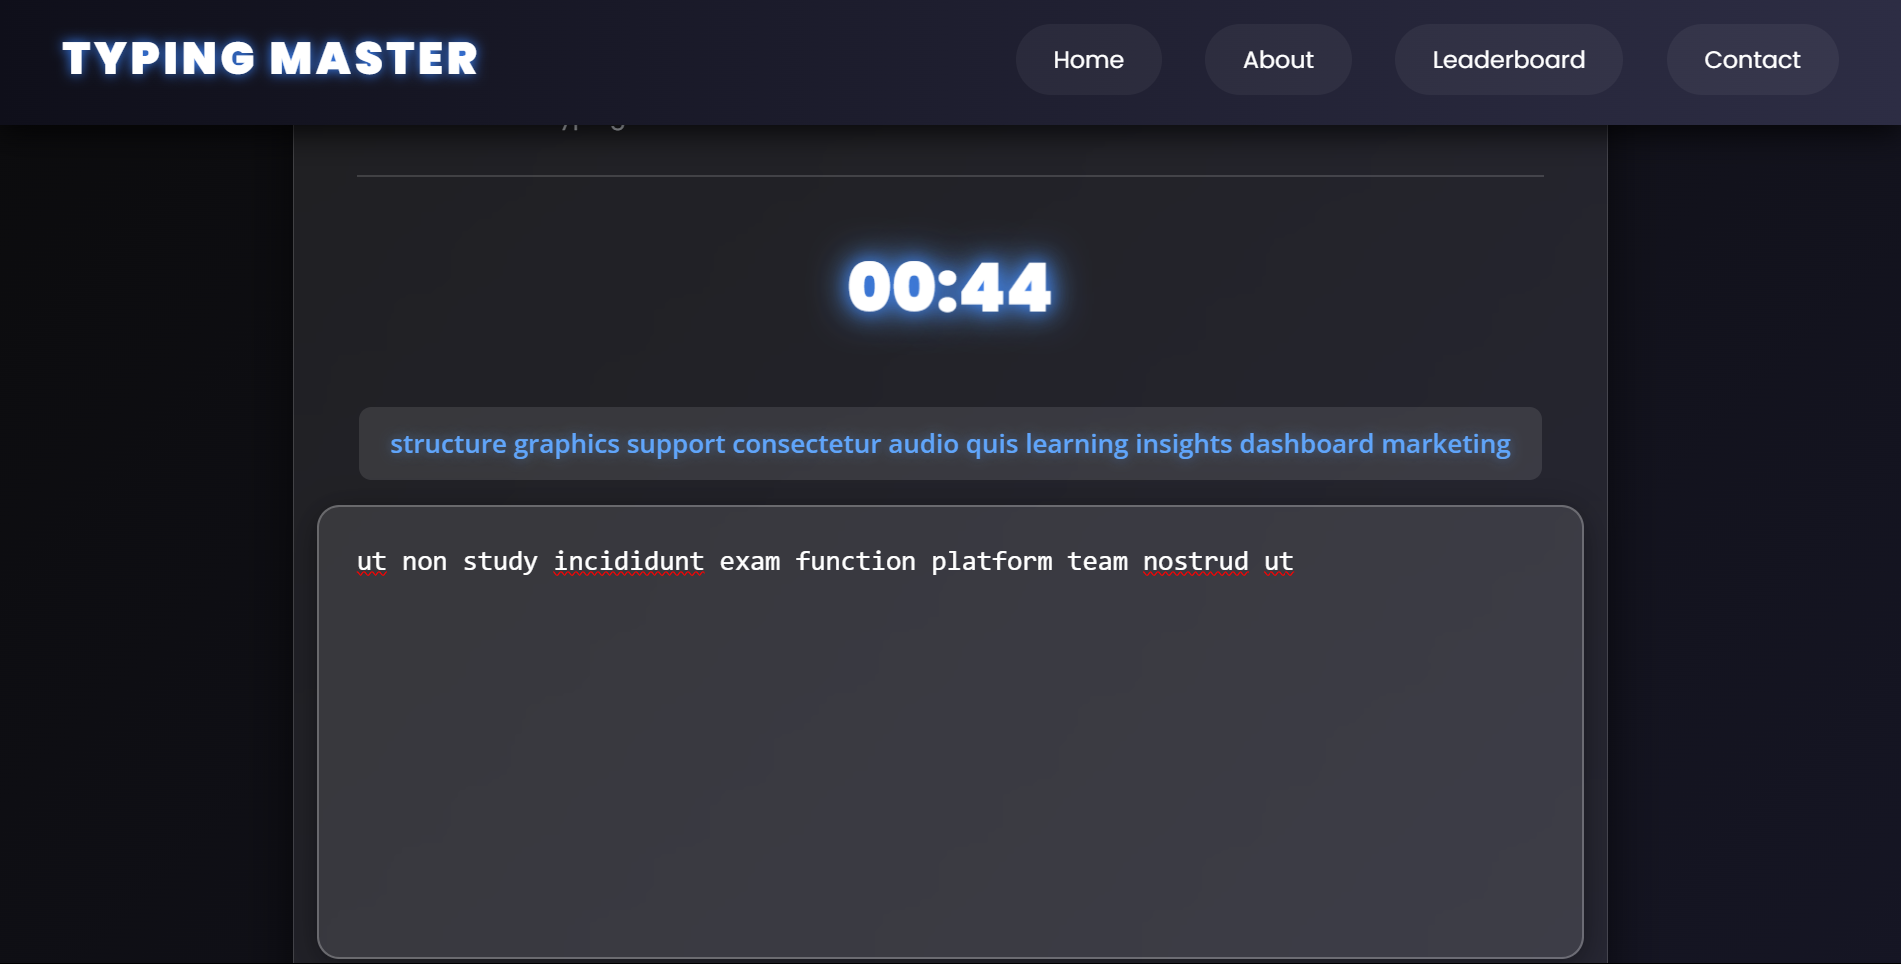 TYPING MASTER
Home
About
Leaderboard
Contact
00:44
structure graphics support consectetur audio quis learning insights dashboard marketing
ut non study incididunt exam function platform team nostrud ut